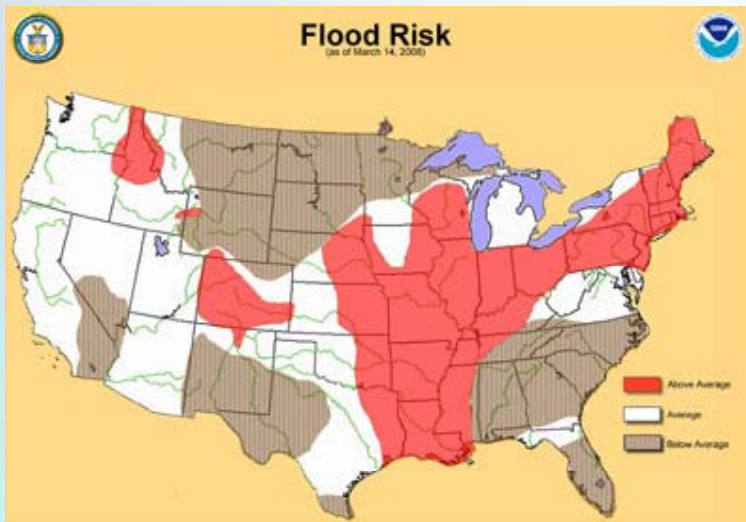 Flood Risk
(as of March 14, 2008)
Above Average
Average
Below Average